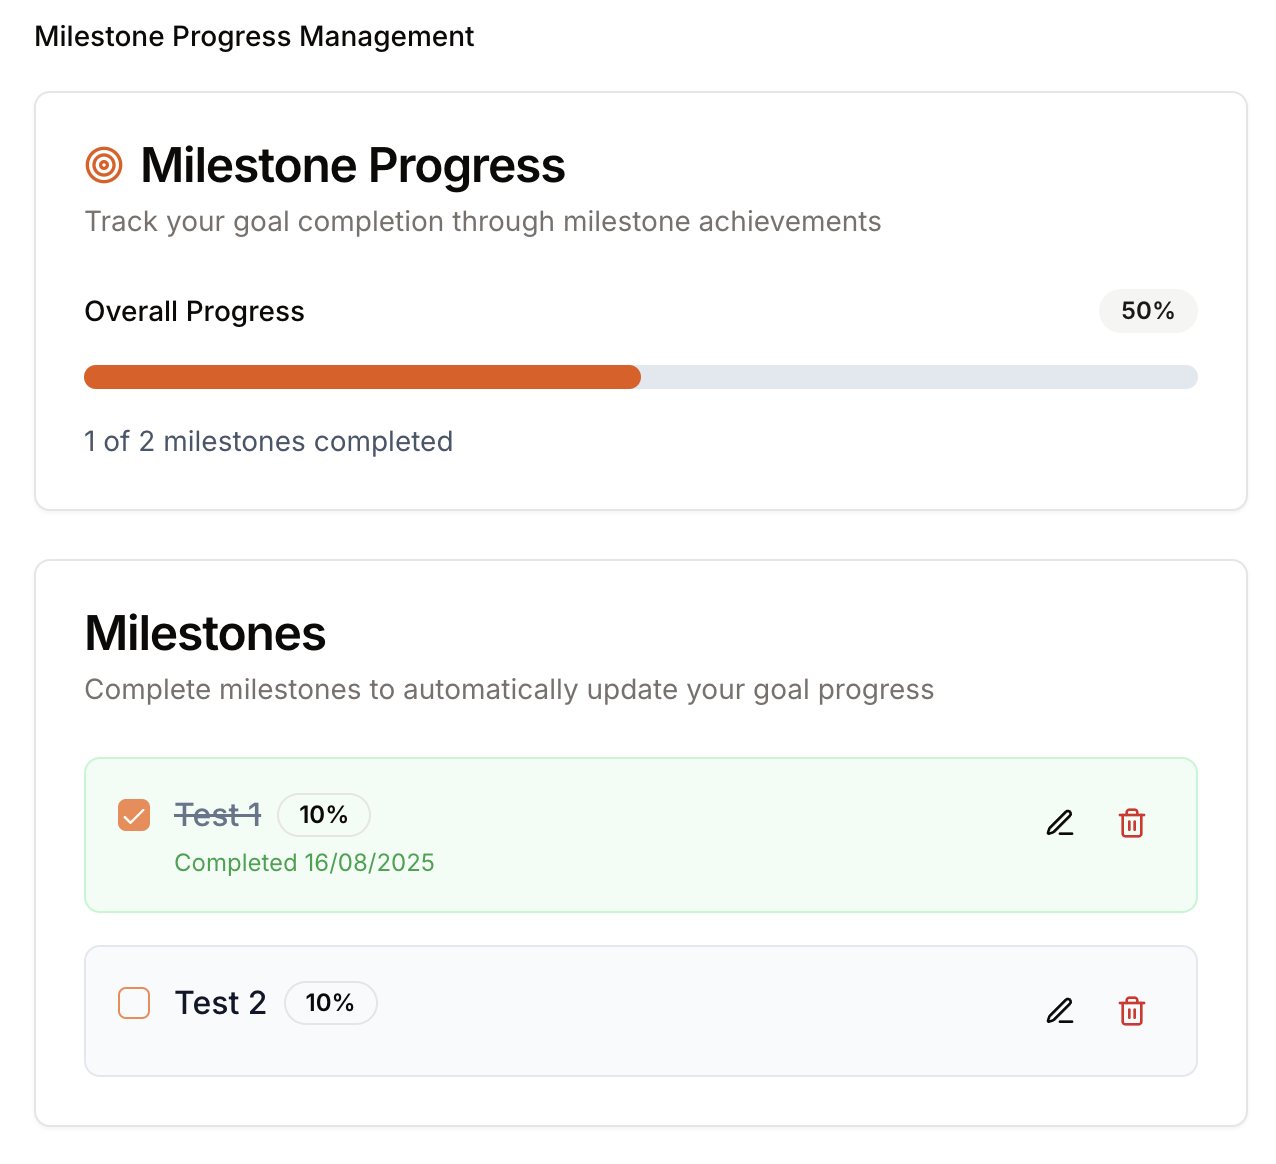 Milestone Progress Management
Milestone Progress
Track your goal completion through milestone achievements
Overall Progress
50%
1 of 2 milestones completed
Milestones
Complete milestones to automatically update your goal progress
Test 1 10%
Completed 16/08/2025
Test 2 10%